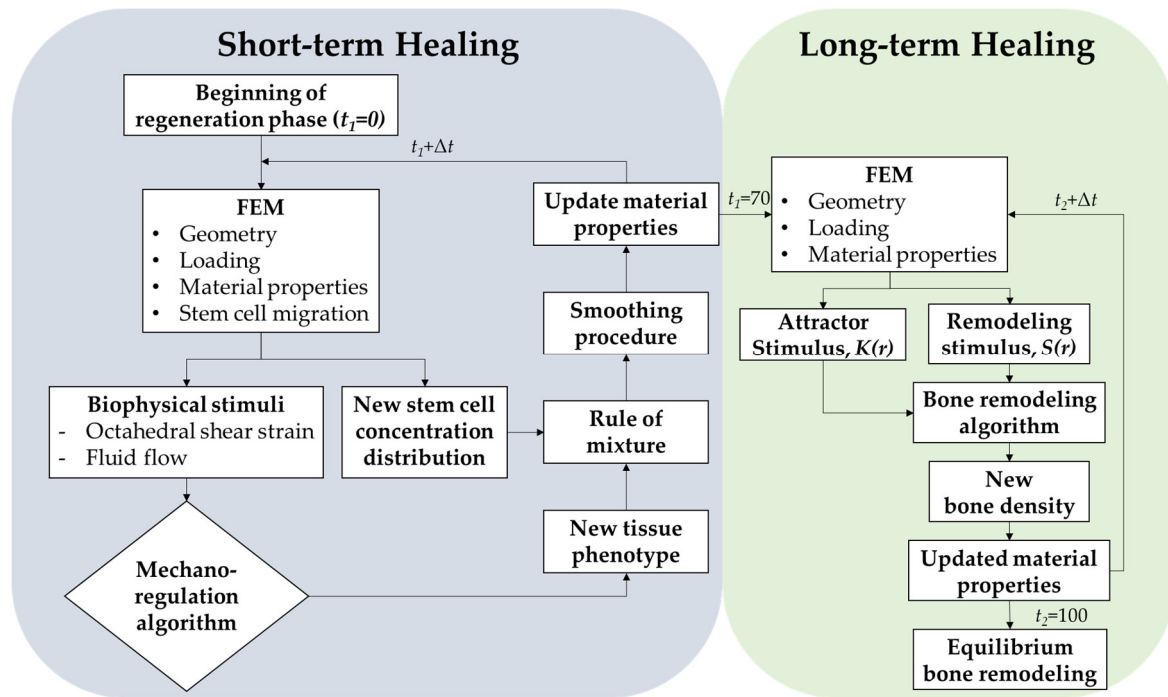 Short-term Healing
Beginning of
regeneration phase (t₁=0)
t₁+Δt
FEM
• Geometry
• Loading
• Material properties
• Stem cell migration
Biophysical stimuli
- Octahedral shear strain
- Fluid flow
New stem cell
concentration
distribution
Mechano-
regulation
algorithm
New tissue
phenotype
Rule of
mixture
Smoothing
procedure
Update material
properties
t₁=70
Long-term Healing
FEM
• Geometry
• Loading
• Material properties
t₂+Δt
Attractor
Stimulus, K(r)
Remodeling
stimulus, S(r)
Bone remodeling
algorithm
New
bone density
Updated material
properties
t₂=100
Equilibrium
bone remodeling